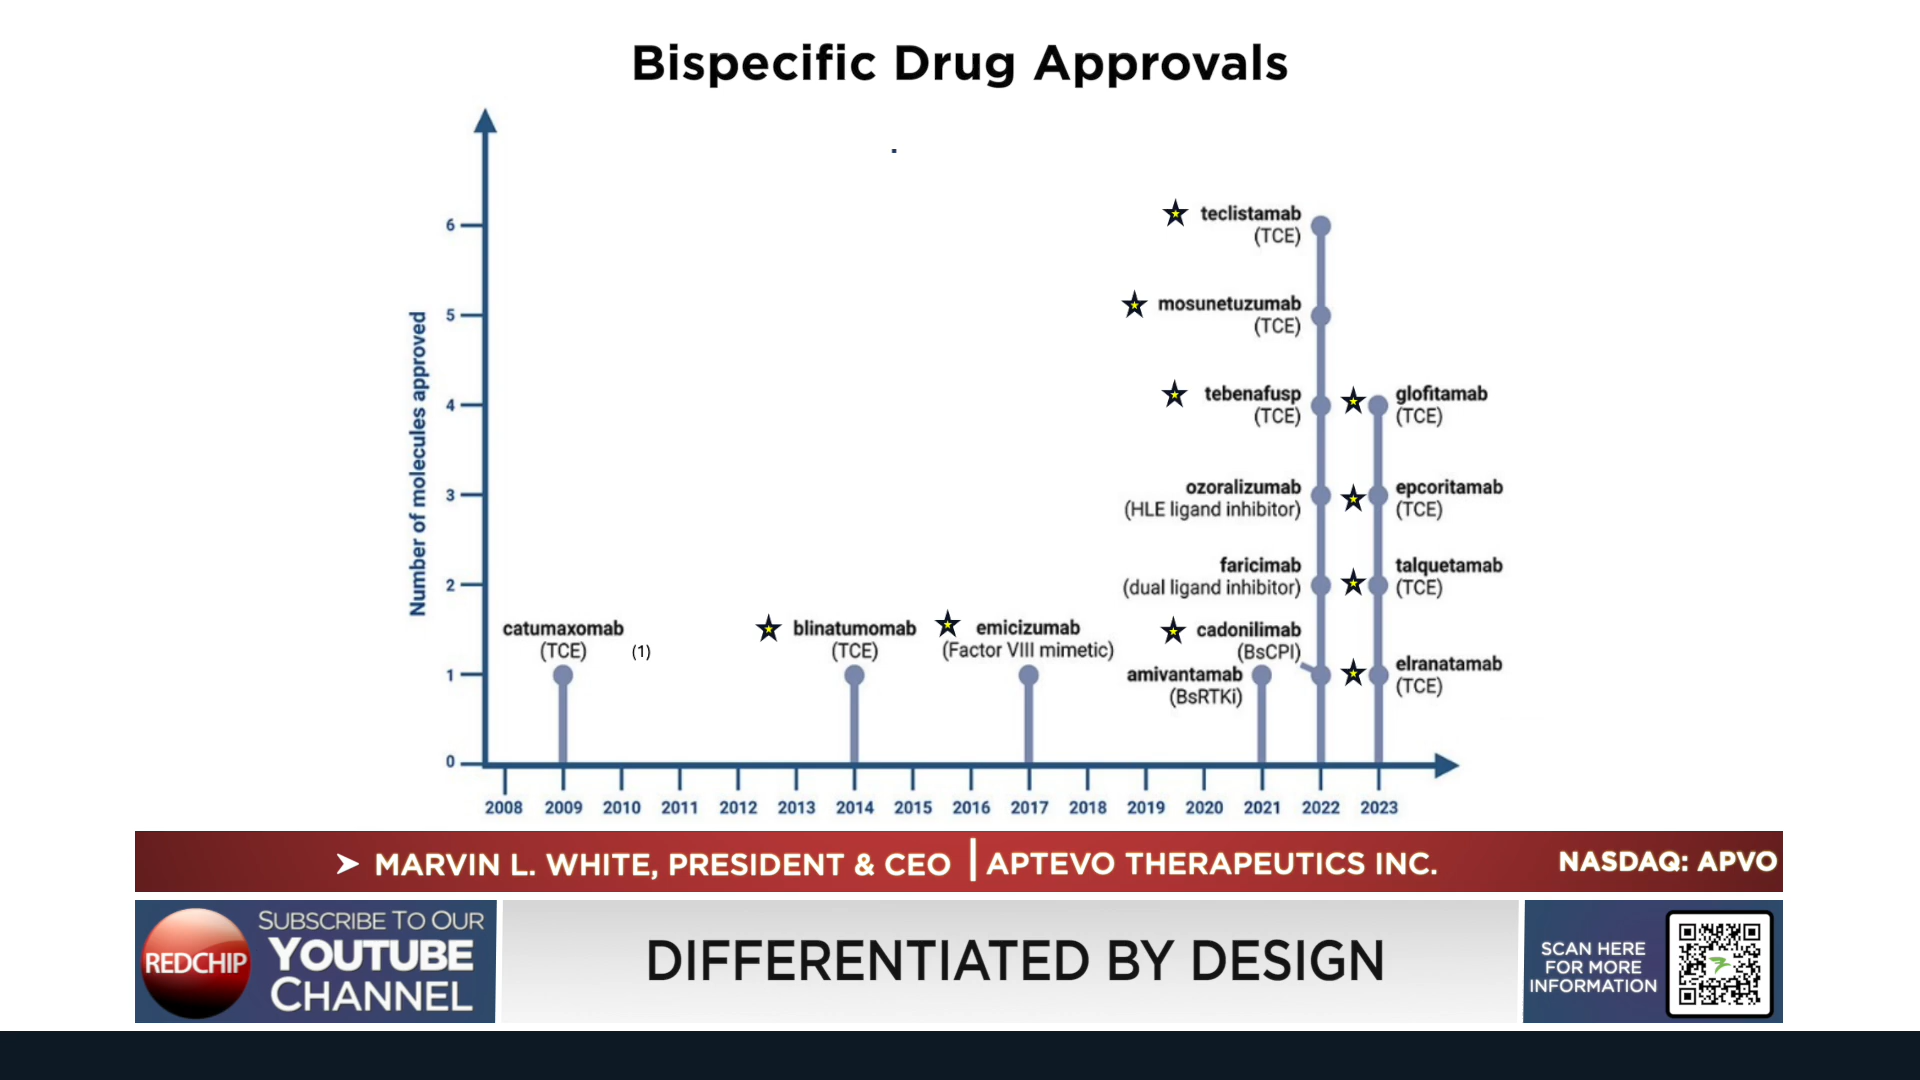 Bispecific Drug Approvals
Number of molecules approved
6
5
4
3
2
1
0
teclistamab
(TCE)
mosunetuzumab
(TCE)
tebenafusp
(TCE)
glofitamab
(TCE)
ozoralizumab
(HLE ligand inhibitor)
epcoritamab
(TCE)
faricimab
(dual ligand inhibitor)
talquetamab
(TCE)
catumaxomab
(TCE) (1)
blinatumomab
(TCE)
emicizumab
(Factor VIII mimetic)
cadonilimab
(BsCPI)
amivantamab
(BsRTKi)
elranatamab
(TCE)
2008 2009 2010 2011 2012 2013 2014 2015 2016 2017 2018 2019 2020 2021 2022 2023
➤ MARVIN L. WHITE, PRESIDENT & CEO | APTEVO THERAPEUTICS INC. NASDAQ: APVO
REDCHIP
SUBSCRIBE TO OUR
YOUTUBE
CHANNEL
DIFFERENTIATED BY DESIGN
SCAN HERE
FOR MORE
INFORMATION